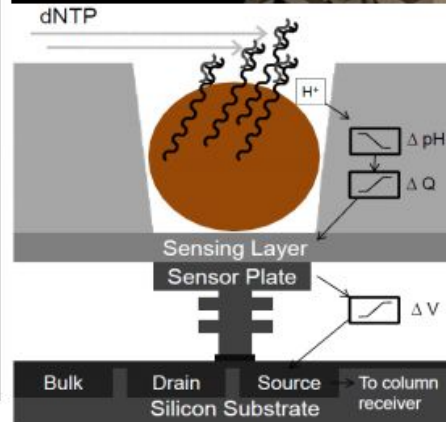 dNTP
H⁺
Δ pH
Δ Q
Sensing Layer
Sensor Plate
Δ V
Bulk Drain Source To column
receiver
Silicon Substrate